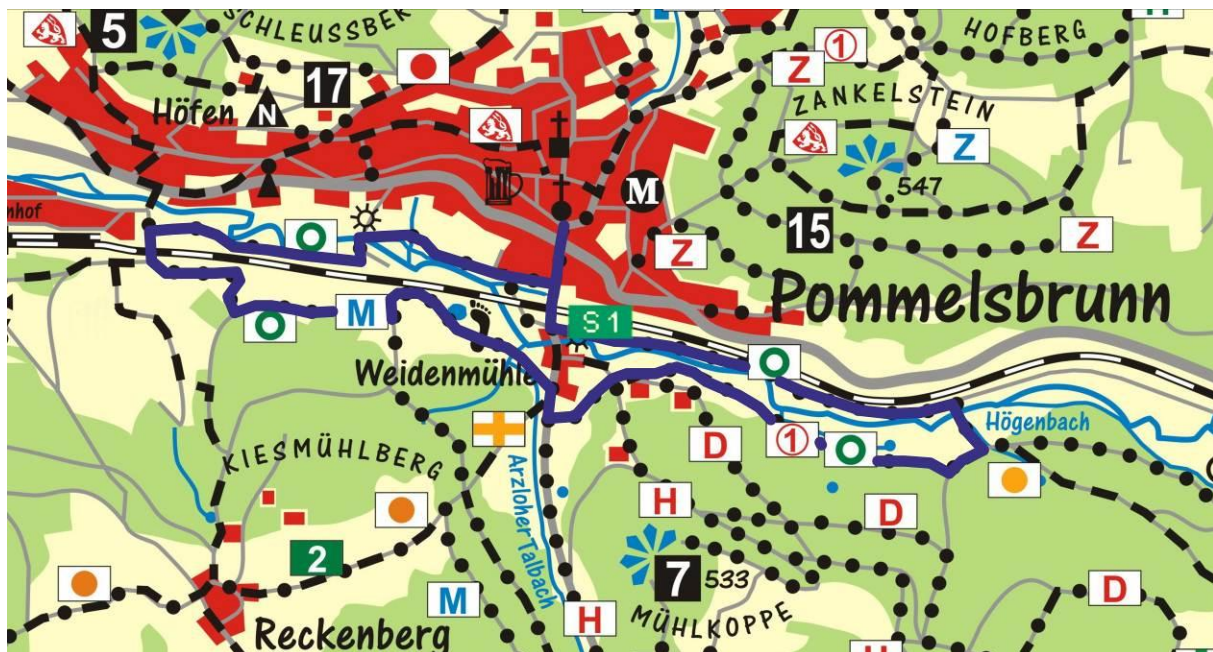 SCHLEUSSBER
HOFBERG
5
17
Z
1
ZANKELSTEIN
Höfen
N
Z
547
M
nhof
15
Z
Z
Pommelsbrunn
M
S 1
Weidenmühle
Högenbach
1
D
KIESMÜHLBERG
Arzloher Talbach
H
D
2
7
533
M
D
H
MÜHLKOPPE
Reckenberg
H